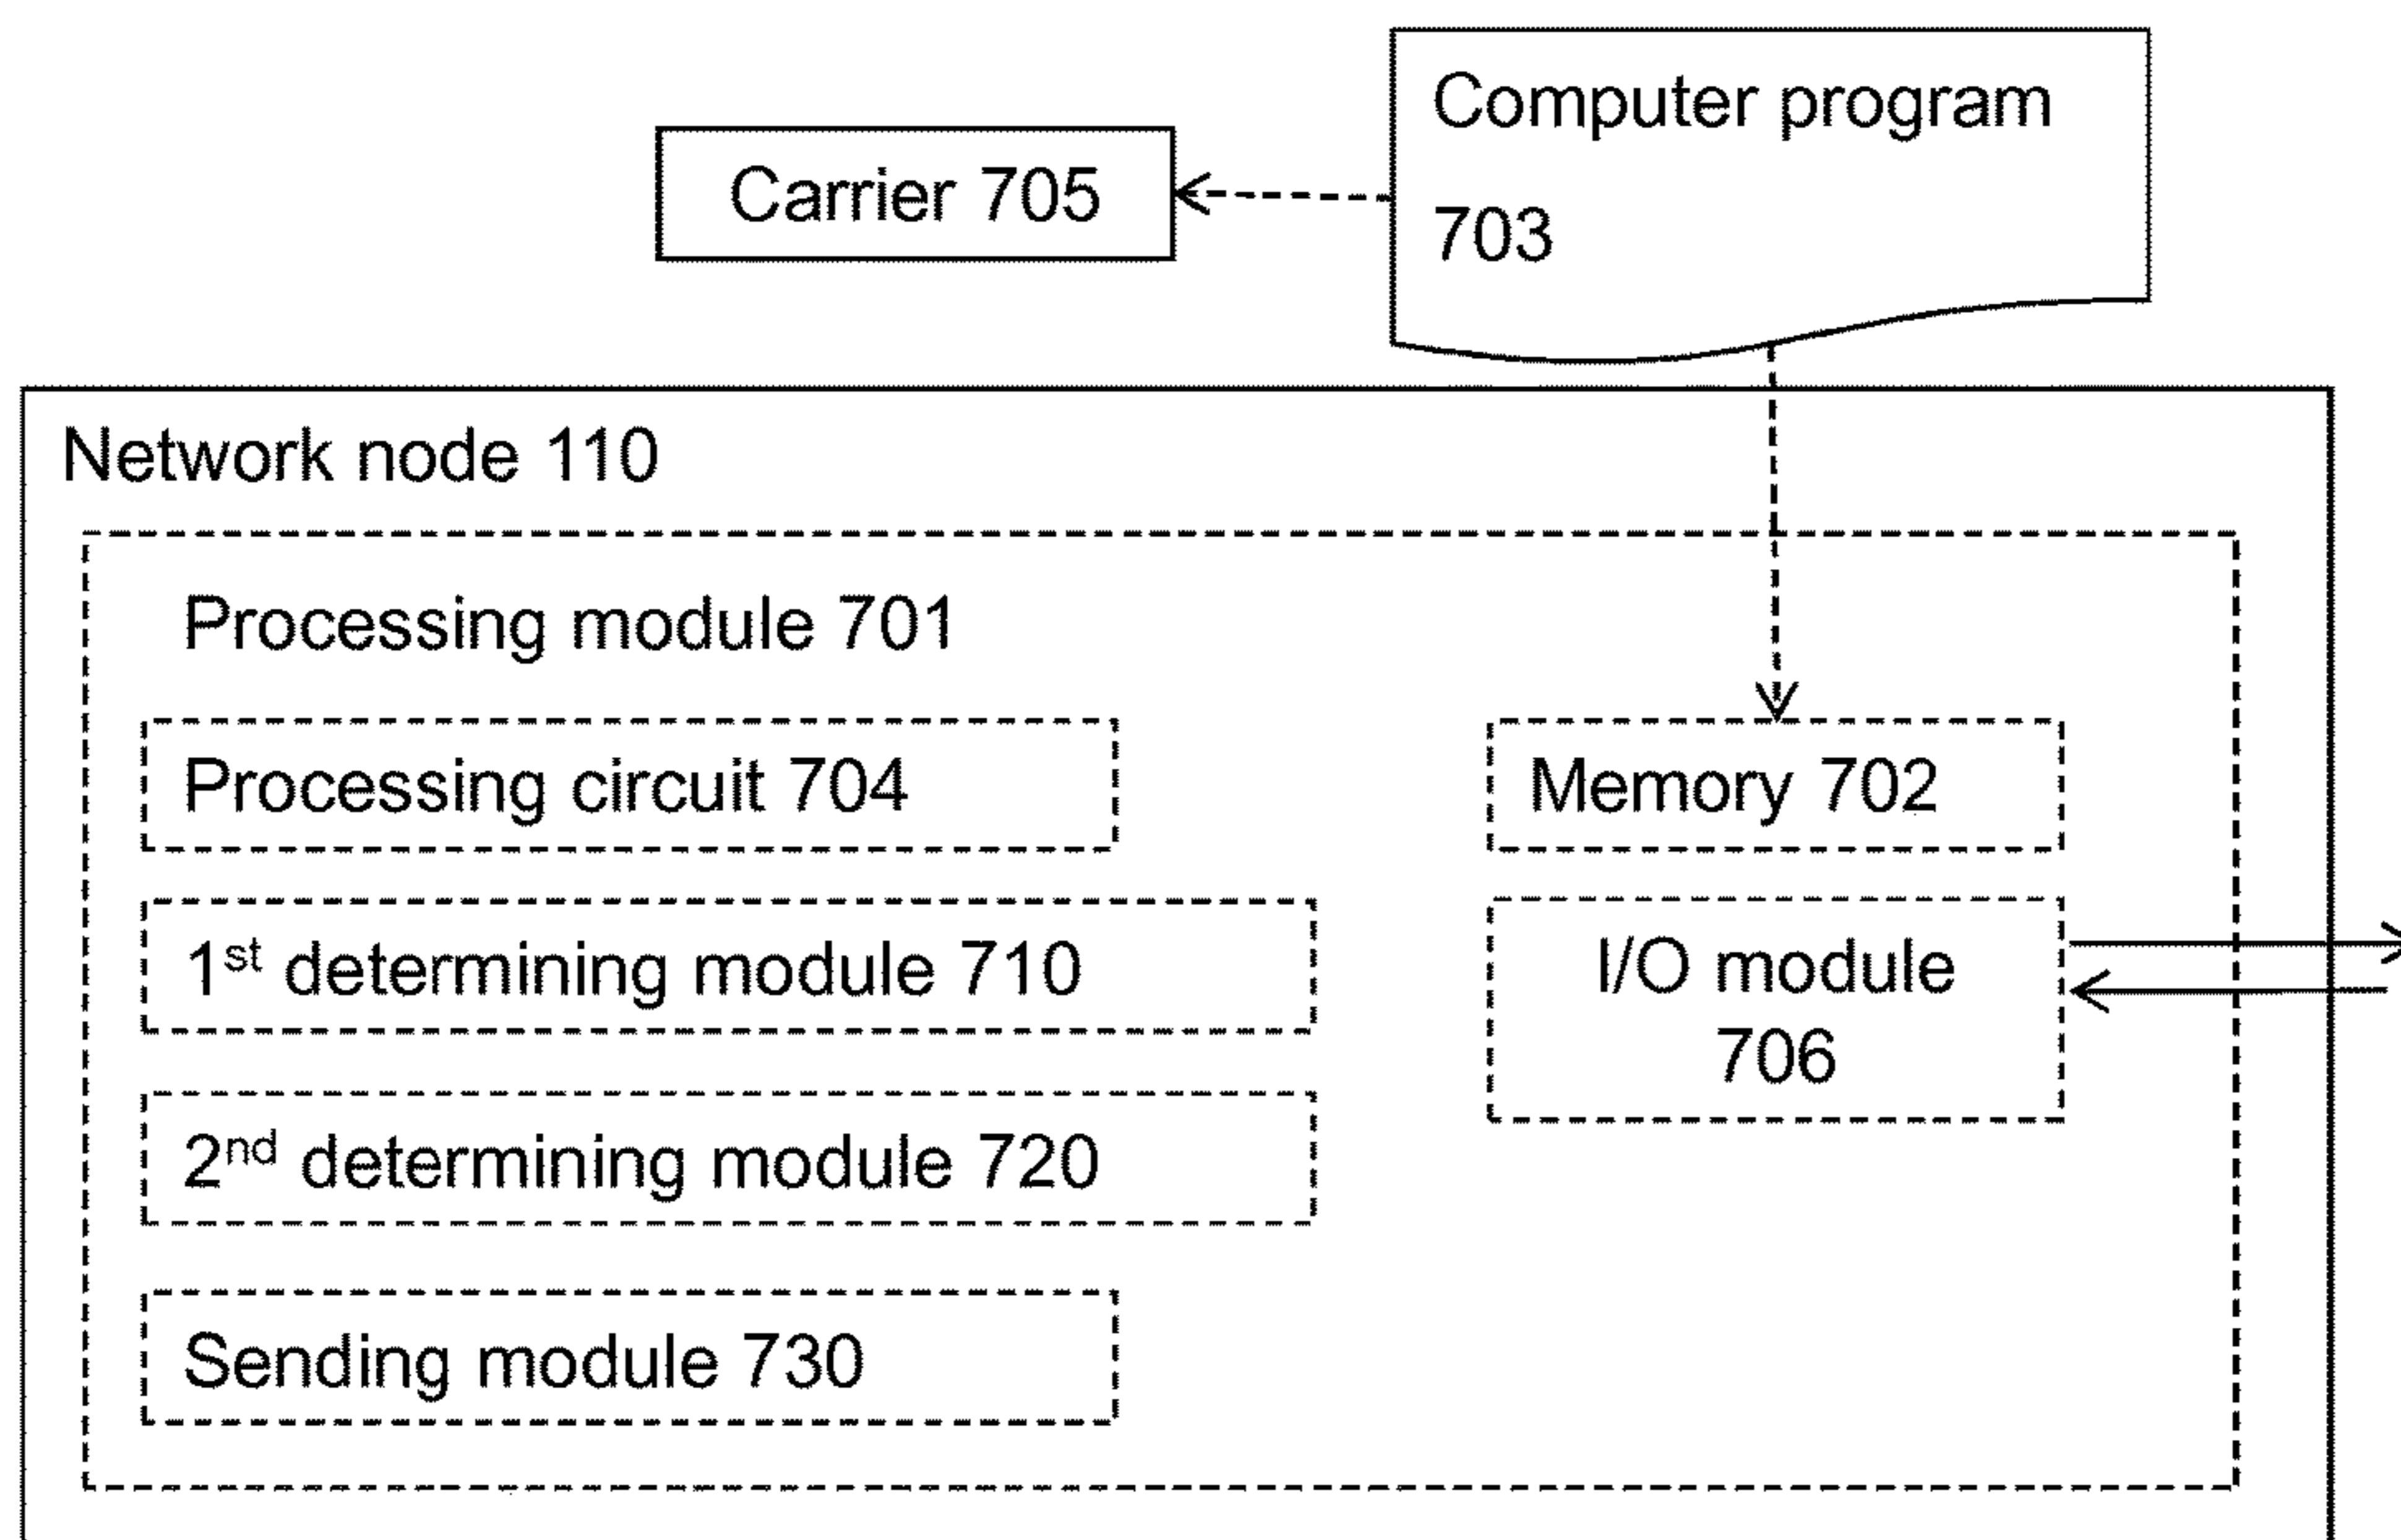 Computer program
703
Carrier 705
Network node 110
Processing module 701
Processing circuit 704
Memory 702
1st determining module 710
I/O module
706
2nd determining module 720
Sending module 730